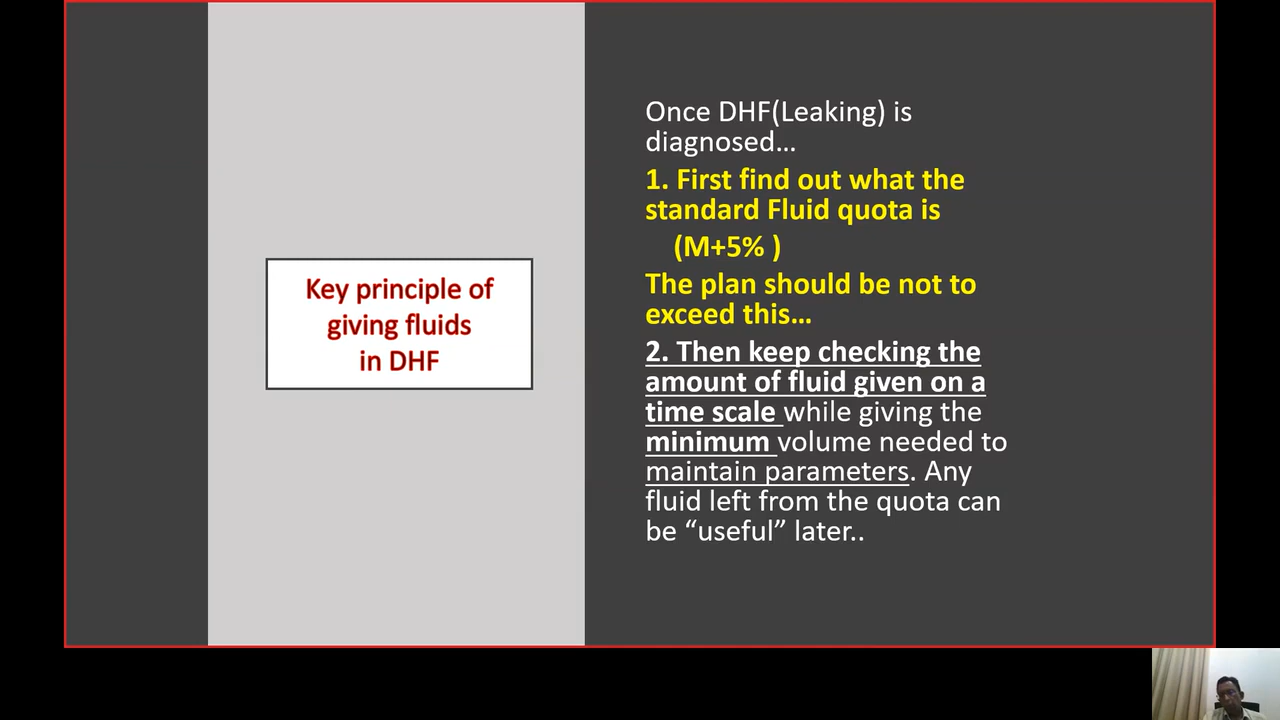 Key principle of
giving fluids
in DHF
Once DHF(Leaking) is
diagnosed…
1. First find out what the
standard Fluid quota is
(M+5% )
The plan should be not to
exceed this…
2. Then keep checking the
amount of fluid given on a
time scale while giving the
minimum volume needed to
maintain parameters. Any
fluid left from the quota can
be “useful” later..